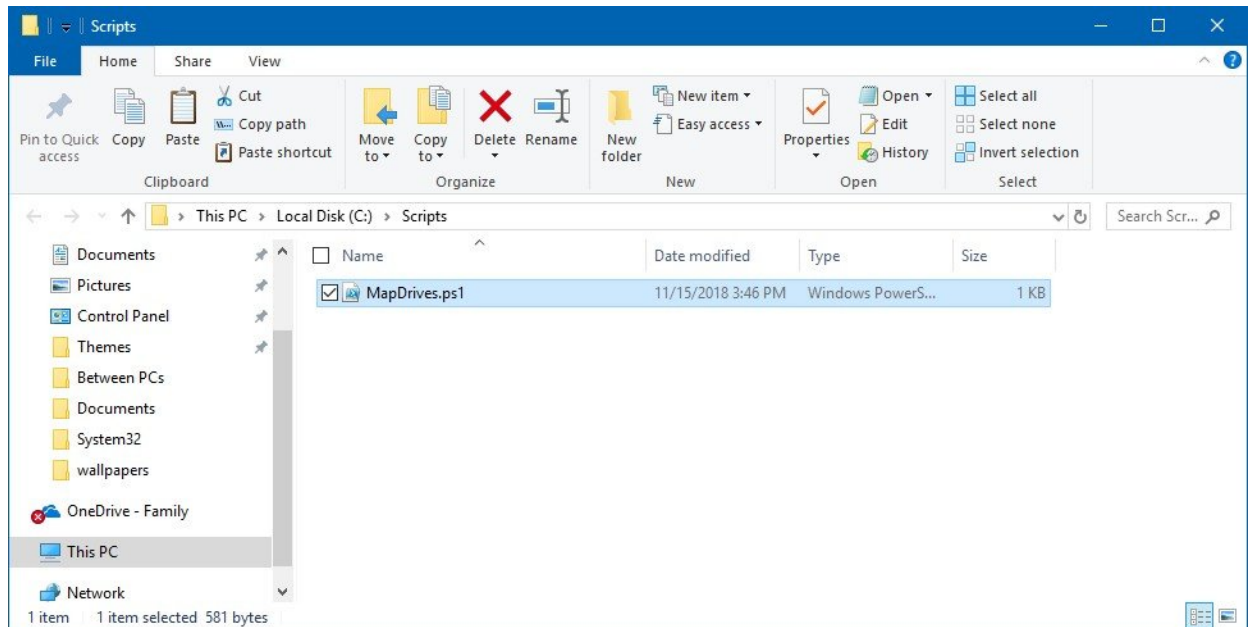 Scripts
File Home Share View
Pin to Quick access
Copy
Paste
Cut
Copy path
Paste shortcut
Clipboard
Move to
Copy to
Delete
Rename
Organize
New folder
New item
Easy access
New
Properties
Open
Edit
History
Open
Select all
Select none
Invert selection
Select
This PC > Local Disk (C:) > Scripts
Search Scr...
Documents
Pictures
Control Panel
Themes
Between PCs
Documents
System32
wallpapers
OneDrive - Family
This PC
Network
Name Date modified Type Size
MapDrives.ps1 11/15/2018 3:46 PM Windows PowerS... 1 KB
1 item 1 item selected 581 bytes